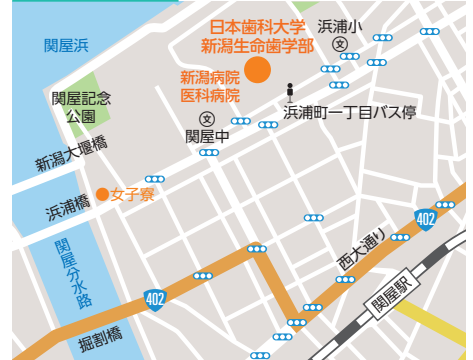 関屋浜
日本歯科大学
新潟生命歯学部
浜浦小
文
新潟病院
医科病院
関屋記念
公園
文
関屋中
浜浦町一丁目バス停
新潟大堰橋
女子寮
浜浦橋
関屋分水路
西大通り
402
402
関屋駅
掘割橋